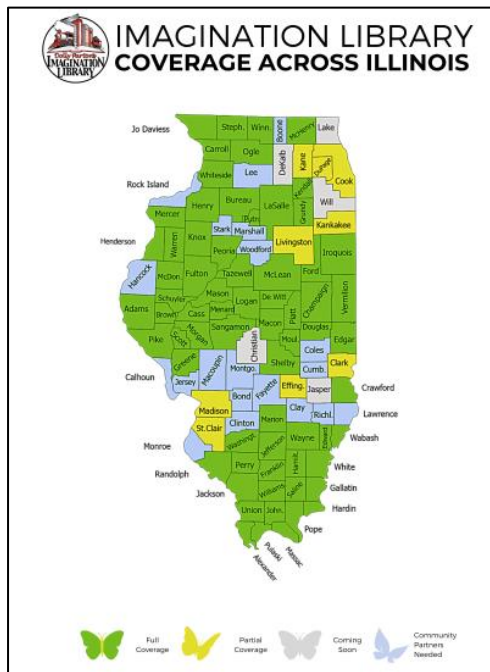 Dolly Parton's
IMAGINATION
LIBRARY
IMAGINATION LIBRARY
COVERAGE ACROSS ILLINOIS
Jo Daviess
Steph.
Winn.
Boone
McHenry
Lake
Carroll
Ogle
DeKalb
Kane
DuPage
Cook
Whiteside
Lee
Kendall
Will
Rock Island
Henry
Bureau
LaSalle
Grundy
Mercer
Putn.
Kankakee
Henderson
Warren
Knox
Stark
Marshall
Livingston
Peoria
Woodford
Iroquois
Hancock
McDon.
Fulton
Tazewell
McLean
Ford
Schuyler
Mason
Logan
De Witt
Champaign
Vermilion
Adams
Brown
Cass
Menard
Macon
Piatt
Douglas
Edgar
Pike
Scott
Morgan
Sangamon
Christian
Moul.
Coles
Greene
Macoupin
Montgo.
Shelby
Cumb.
Clark
Calhoun
Jersey
Fayette
Effing.
Jasper
Crawford
Bond
Madison
Clay
Richl.
Lawrence
St.Clair
Clinton
Marion
Wayne
Edward
Wabash
Monroe
Washingt.
Jefferson
Hamilt.
White
Randolph
Perry
Franklin
Jackson
Williams
Saline
Gallatin
Hardin
Union
John.
Pope
Massac
Pulaski
Alexander
Full
Coverage
Partial
Coverage
Coming
Soon
Community
Partners
Needed